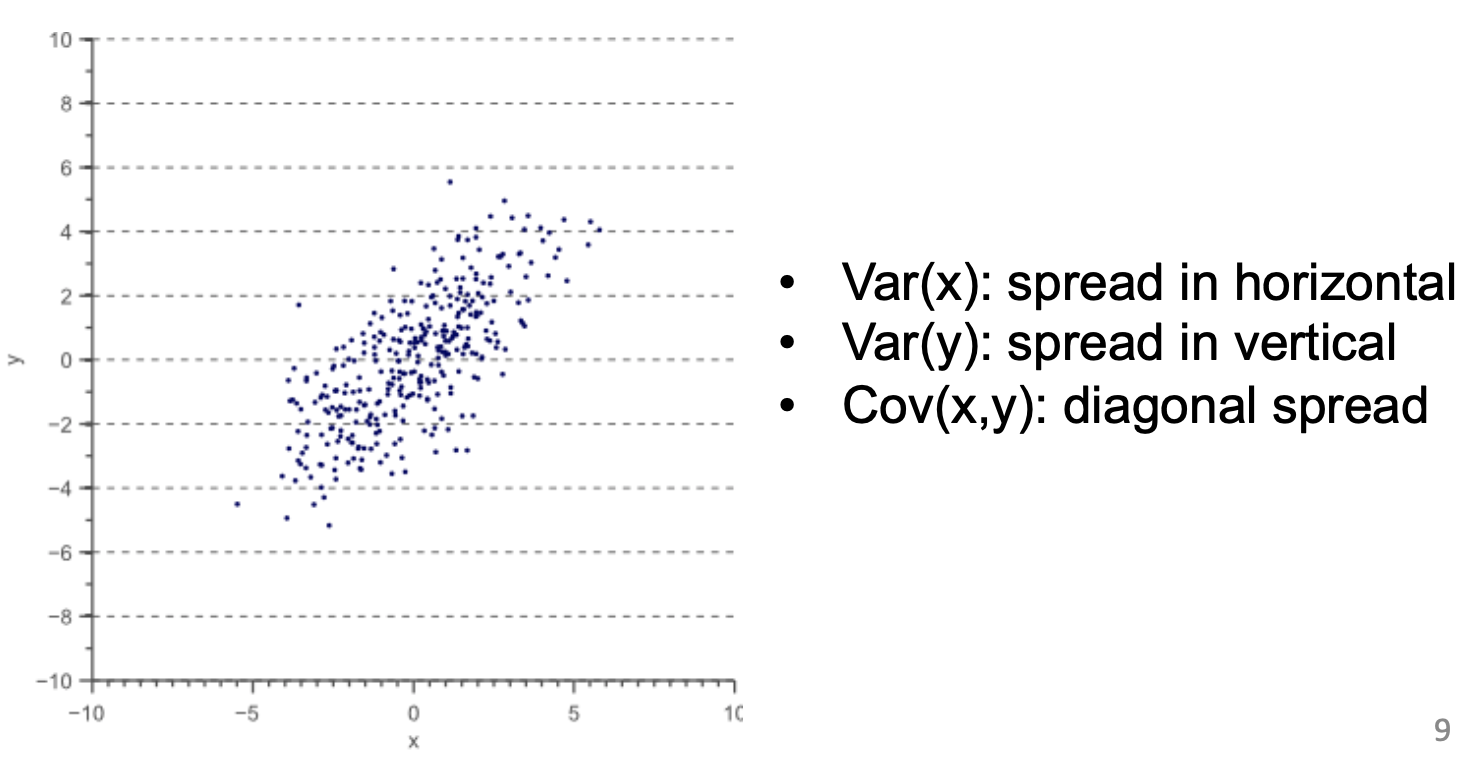 10
8
6
4
2
0
−2
−4
−6
−8
−10
y
−10 −5 0 5 10
x
• Var(x): spread in horizontal
• Var(y): spread in vertical
• Cov(x,y): diagonal spread
9